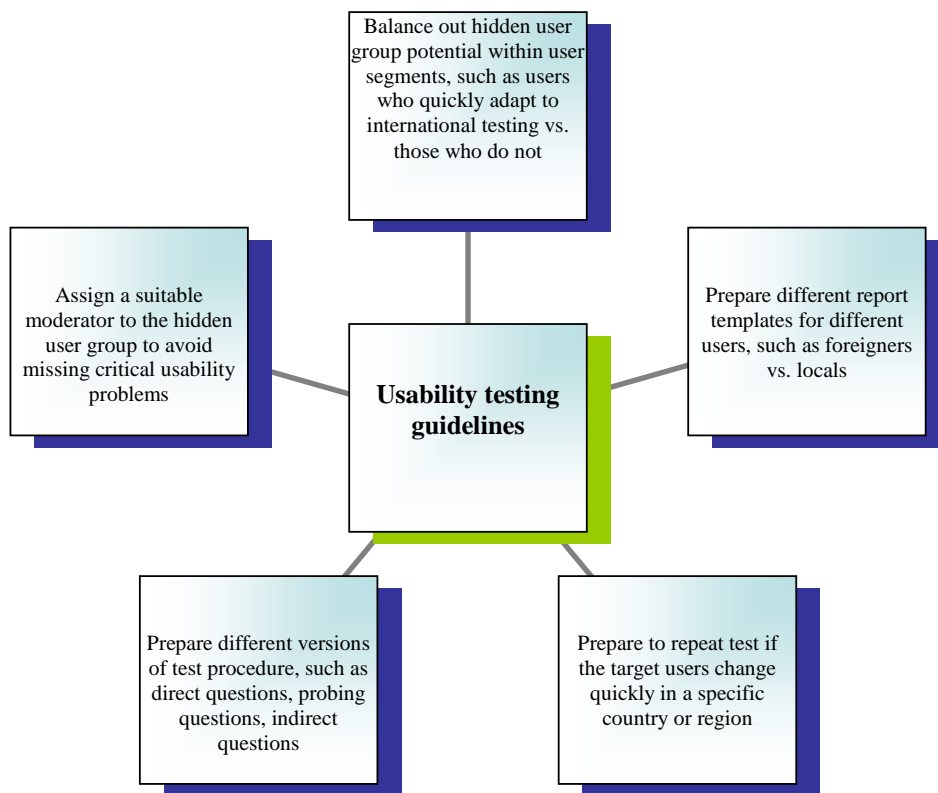 Balance out hidden user
group potential within user
segments, such as users
who quickly adapt to
international testing vs.
those who do not
Assign a suitable
moderator to the hidden
user group to avoid
missing critical usability
problems
Usability testing
guidelines
Prepare different report
templates for different
users, such as foreigners
vs. locals
Prepare different versions
of test procedure, such as
direct questions, probing
questions, indirect
questions
Prepare to repeat test if
the target users change
quickly in a specific
country or region